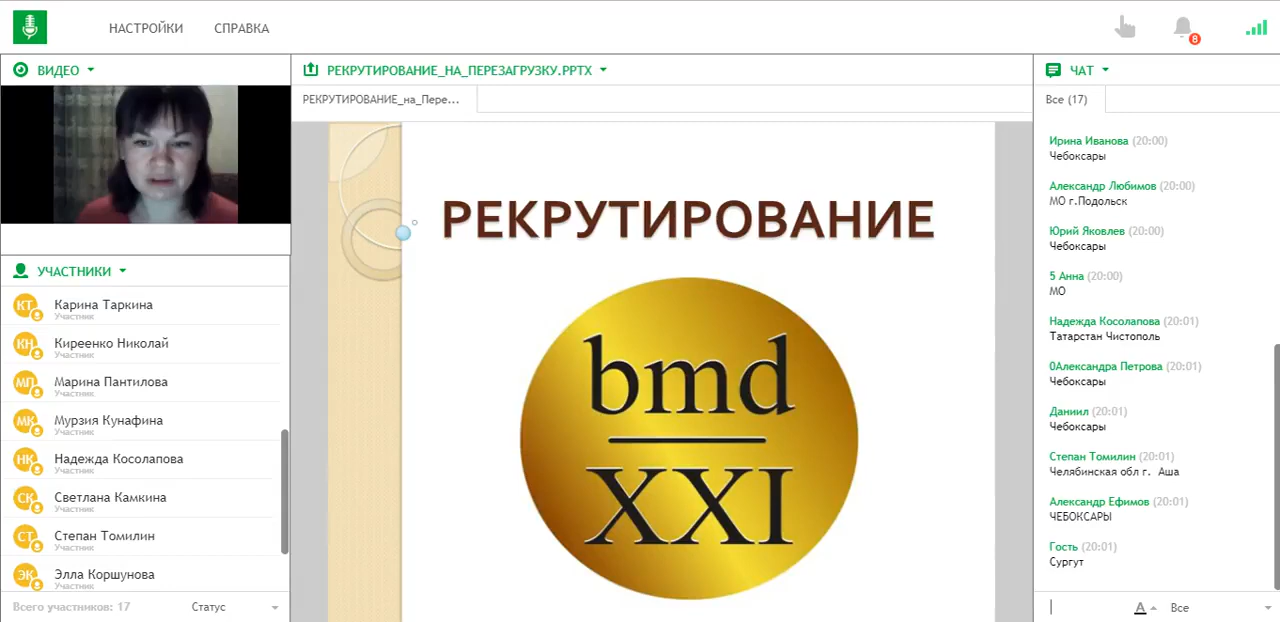 НАСТРОЙКИ СПРАВКА
8
ВИДЕО
РЕКРУТИРОВАНИЕ_НА_ПЕРЕЗАГРУЗКУ.PPTX
ЧАТ
РЕКРУТИРОВАНИЕ_на_Пере...
Все (17)
РЕКРУТИРОВАНИЕ
bmd
XXI
УЧАСТНИКИ
КТ Карина Таркина
Участник
КН Киреенко Николай
Участник
МП Марина Пантилова
Участник
МК Мурзия Кунафина
Участник
НК Надежда Косолапова
Участник
СК Светлана Камкина
Участник
СТ Степан Томилин
Участник
ЭК Элла Коршунова
Участник
Всего участников: 17 Статус
Ирина Иванова (20:00)
Чебоксары
Александр Любимов (20:00)
МО г.Подольск
Юрий Яковлев (20:00)
Чебоксары
5 Анна (20:00)
МО
Надежда Косолапова (20:01)
Татарстан Чистополь
0Александра Петрова (20:01)
Чебоксары
Даниил (20:01)
Чебоксары
Степан Томилин (20:01)
Челябинская обл г. Аша
Александр Ефимов (20:01)
ЧЕБОКСАРЫ
Гость (20:01)
Сургут
A Все